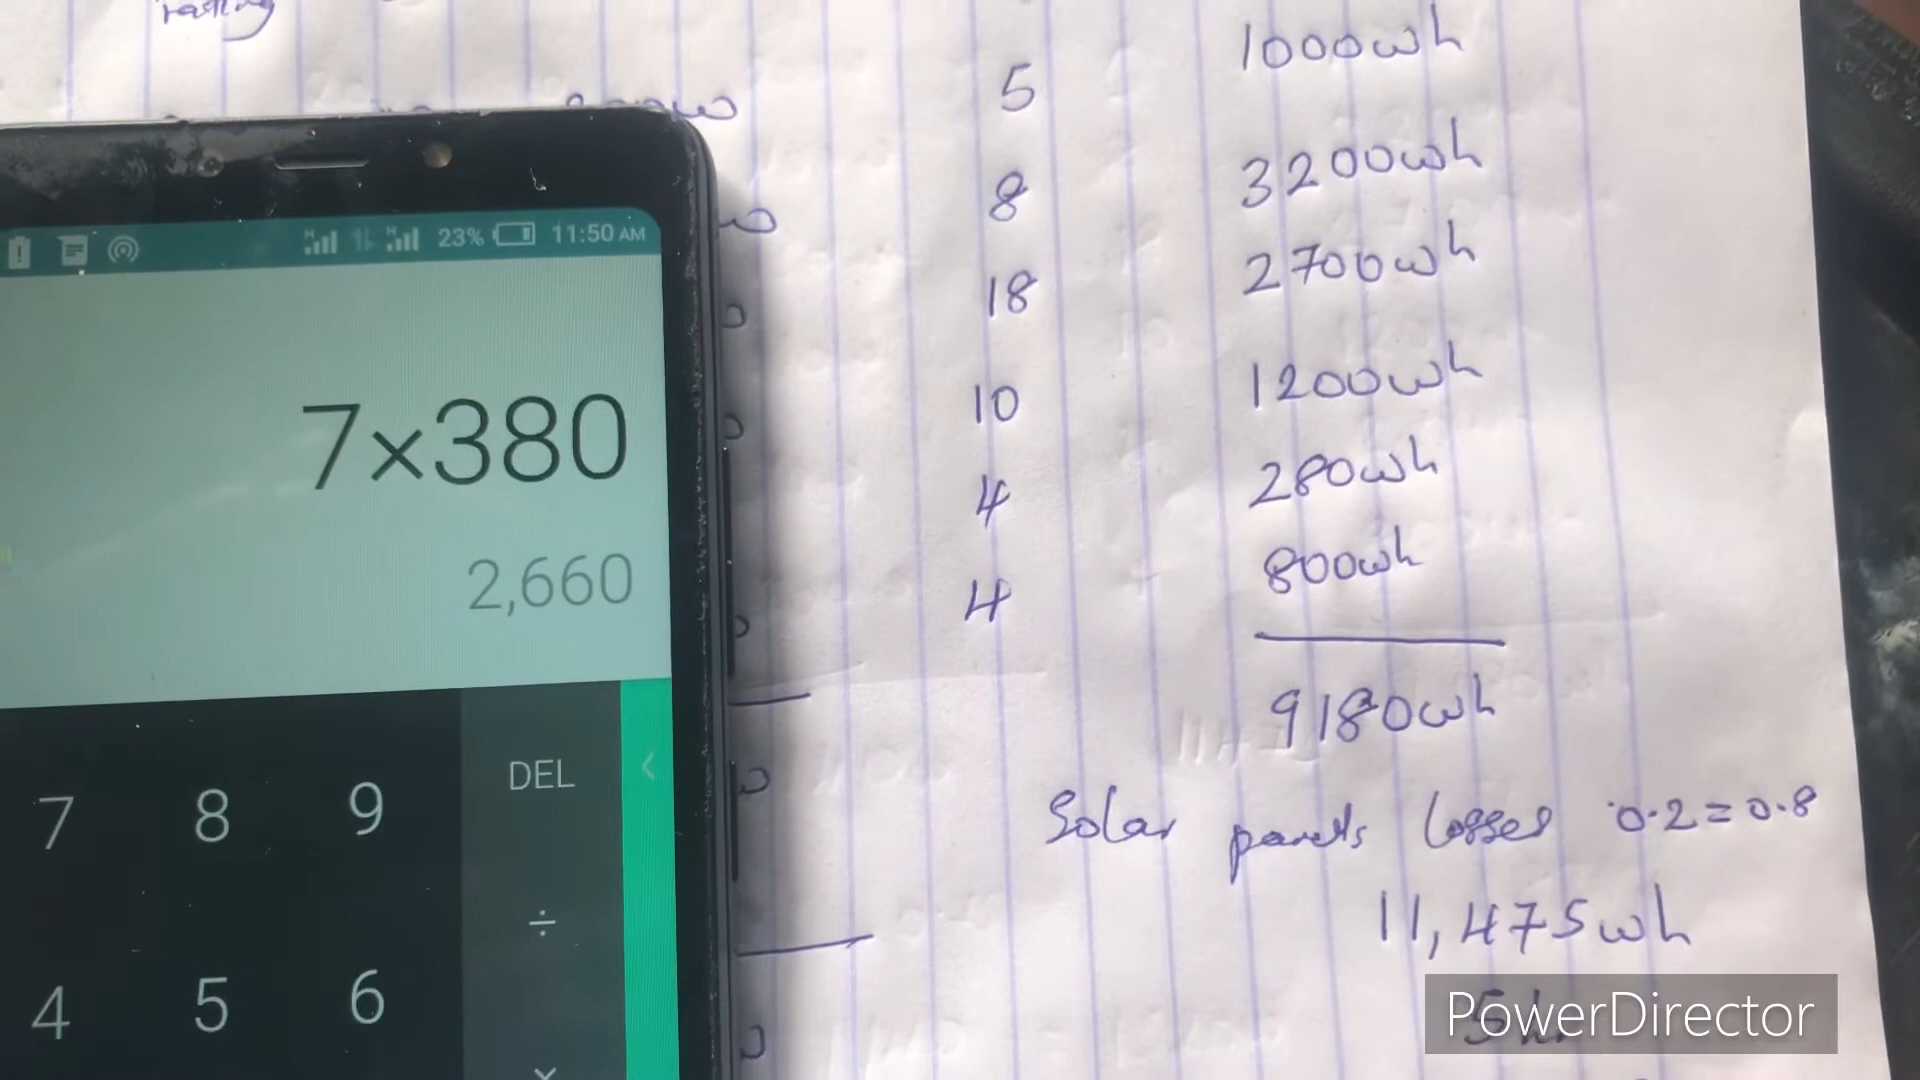 rating
5 1000wh
8 3200wh
18 2700wh
10 1200wh
4 280wh
4 800wh
9180wh
Solar panels losses 0.2=0.8
11,475wh
23% 11:50 AM
7×380
2,660
7 8 9 DEL
÷
4 5 6
×
PowerDirector